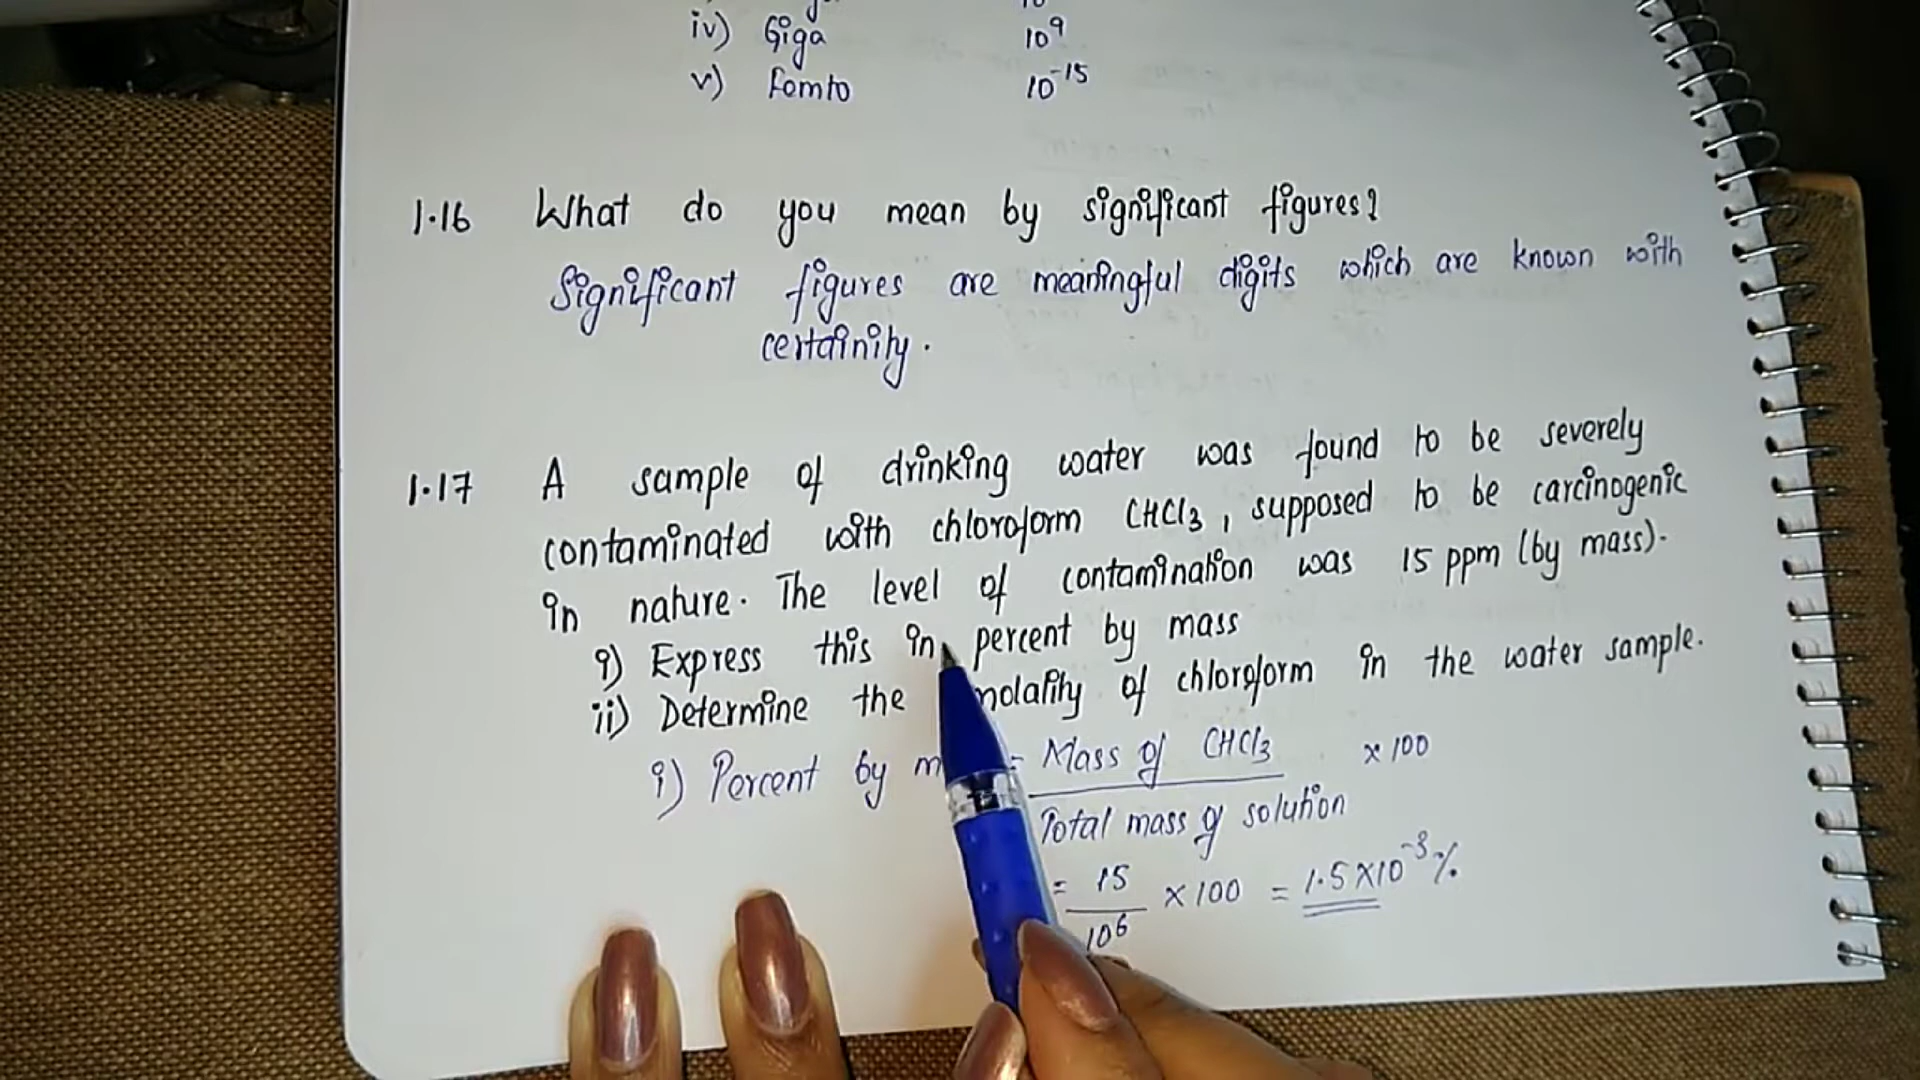 iv) Giga 10⁹
v) Femto 10⁻¹⁵
1.16 What do you mean by significant figures?
Significant figures are meaningful digits which are known with
certainity.
1.17 A sample of drinking water was found to be severely
contaminated with chloroform CHCl₃, supposed to be carcinogenic
in nature. The level of contamination was 15 ppm (by mass).
i) Express this in percent by mass
ii) Determine the molality of chloroform in the water sample.
i) Percent by = Mass of CHCl₃ × 100
Total mass of solution
= 15 × 100 = 1.5 × 10⁻³ %
10⁶